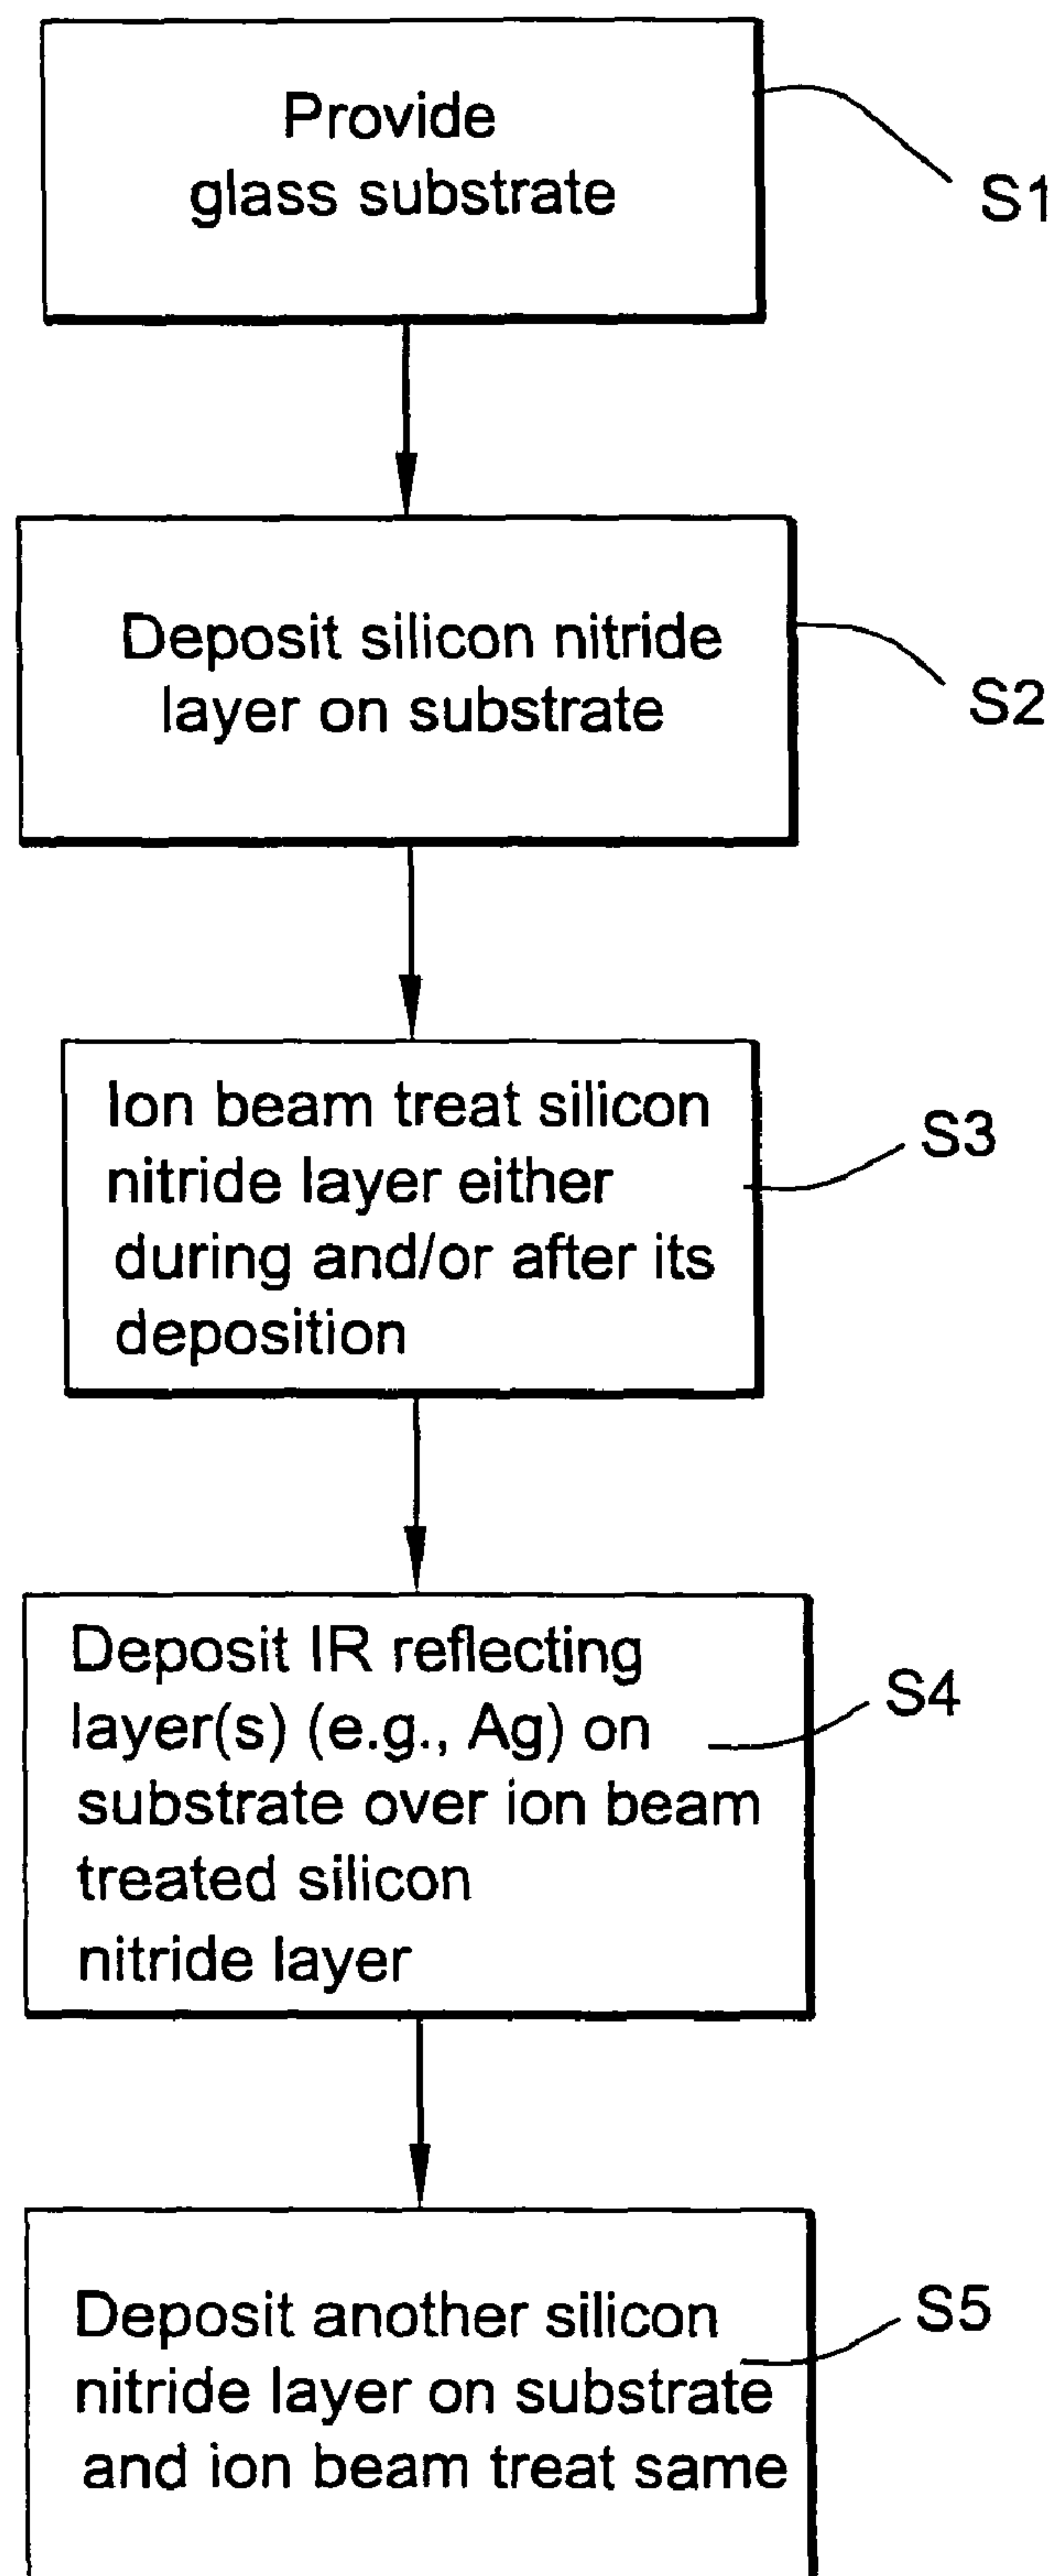 Provide
glass substrate
S1
Deposit silicon nitride
layer on substrate
S2
Ion beam treat silicon
nitride layer either
during and/or after its
deposition
S3
Deposit IR reflecting
layer(s) (e.g., Ag) on
substrate over ion beam
treated silicon
nitride layer
S4
Deposit another silicon
nitride layer on substrate
and ion beam treat same
S5